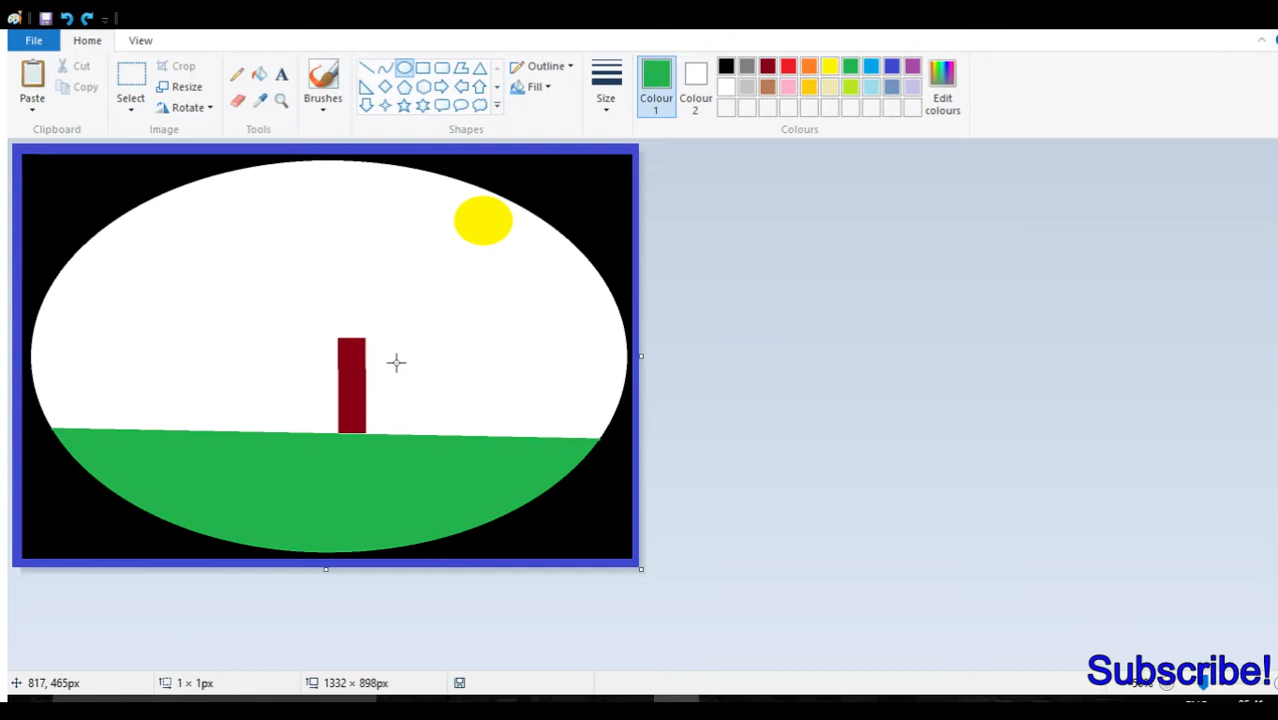 File Home View
Paste Cut Copy
Clipboard
Select Crop Resize Rotate
Image
Tools
Brushes
Outline Fill
Shapes
Size
Colour 1
Colour 2
Edit colours
Colours
817, 465px 1 × 1px 1332 × 898px
Subscribe!